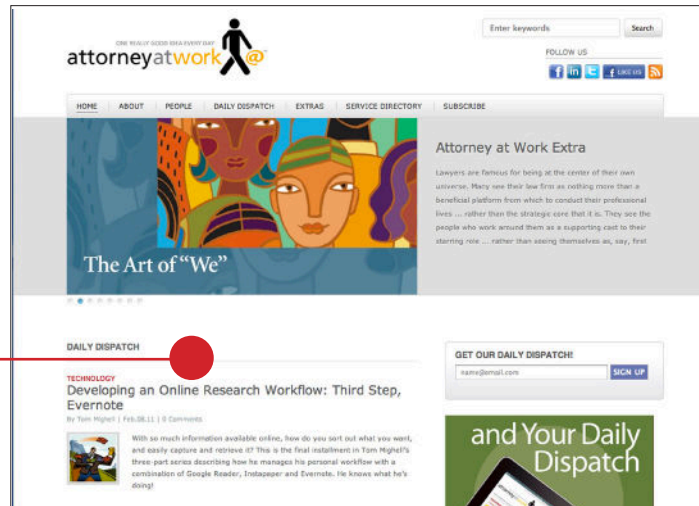 ONE REALLY GOOD IDEA EVERY DAY
attorneyatwork @
Enter keywords Search
FOLLOW US
f in t f LIKE US
HOME ABOUT PEOPLE DAILY DISPATCH EXTRAS SERVICE DIRECTORY SUBSCRIBE
The Art of “We”
Attorney at Work Extra
Lawyers are famous for being at the center of their own
universe. Many see their law firm as nothing more than a
beneficial platform from which to conduct their professional
lives ... rather than the strategic core that it is. They see the
people who work around them as a supporting cast to their
starring role ... rather than seeing themselves as, say, first
DAILY DISPATCH
TECHNOLOGY
Developing an Online Research Workflow: Third Step,
Evernote
By Tom Mighell | Feb.08.11 | 0 Comments
With so much information available online, how do you sort out what you want,
and easily capture and retrieve it? This is the final installment in Tom Mighell's
three-part series describing how he manages his personal workflow with a
combination of Google Reader, Instapaper and Evernote. He knows what he's
doing!
GET OUR DAILY DISPATCH!
name@email.com SIGN UP
and Your Daily
Dispatch